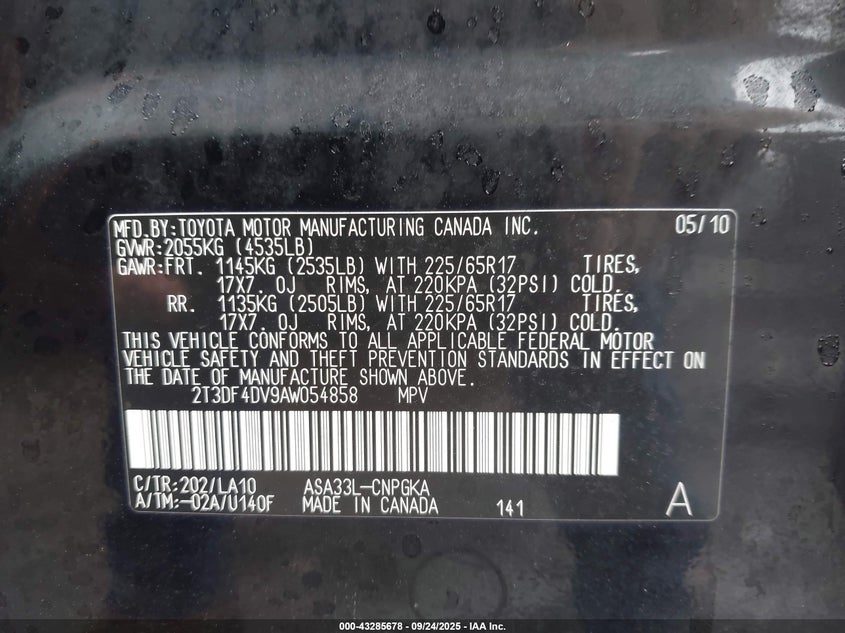 MFD.BY:TOYOTA MOTOR MANUFACTURING CANADA INC. 05/10
GVWR:2055KG (4535LB)
GAWR:FRT. 1145KG (2535LB) WITH 225/65R17 TIRES,
17X7. 0J RIMS, AT 220KPA (32PSI) COLD.
RR. 1135KG (2505LB) WITH 225/65R17 TIRES,
17X7. 0J RIMS, AT 220KPA (32PSI) COLD.
THIS VEHICLE CONFORMS TO ALL APPLICABLE FEDERAL MOTOR
VEHICLE SAFETY AND THEFT PREVENTION STANDARDS IN EFFECT ON
THE DATE OF MANUFACTURE SHOWN ABOVE.
2T3DF4DV9AW054858 MPV
C/TR:202/LA10 ASA33L-CNPGKA
A/TM:-02A/U140F MADE IN CANADA 141 A
000-43285678 - 09/24/2025 - IAA Inc.